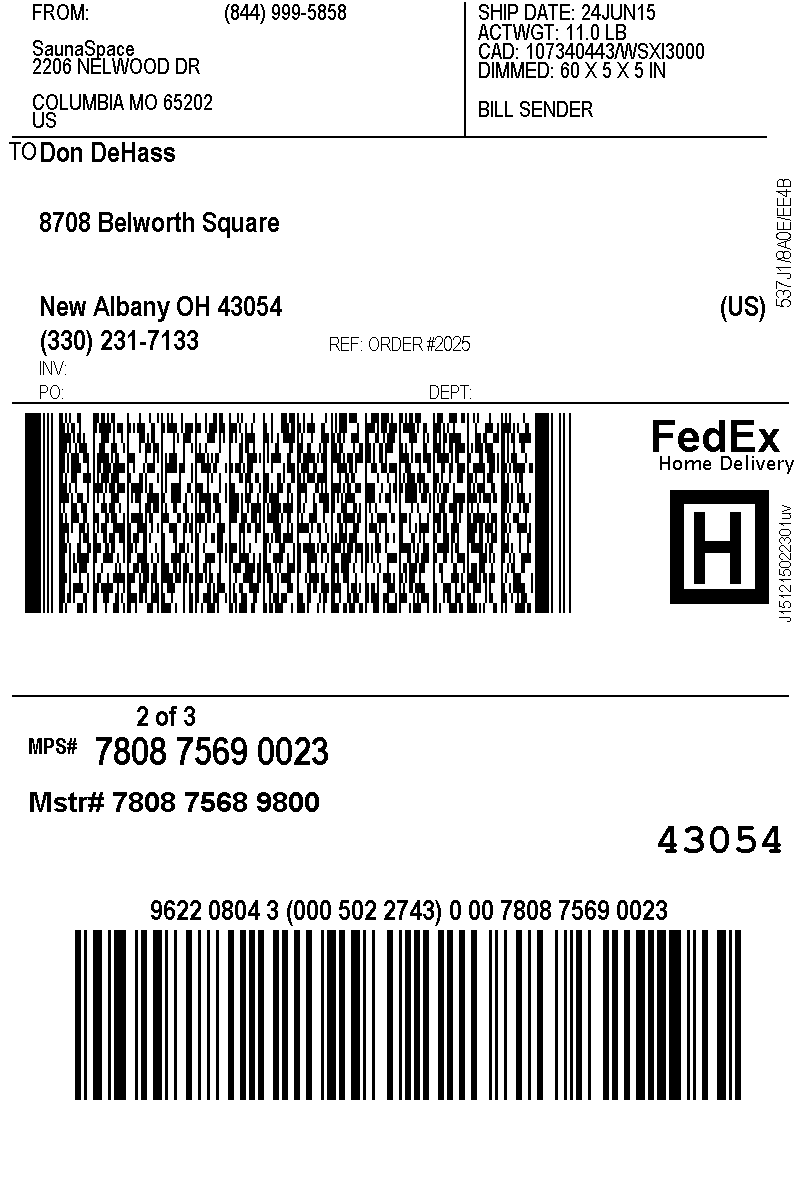 FROM: (844) 999-5858
SaunaSpace
2206 NELWOOD DR
COLUMBIA MO 65202
US
SHIP DATE: 24JUN15
ACTWGT: 11.0 LB
CAD: 107340443/WSXI3000
DIMMED: 60 X 5 X 5 IN
BILL SENDER
TO Don DeHass
8708 Belworth Square
New Albany OH 43054 (US)
(330) 231-7133 REF: ORDER #2025
INV:
PO: DEPT:
537J1/8A0E/EE4B
FedEx
Home Delivery
H
J151215022301uv
2 of 3
MPS# 7808 7569 0023
Mstr# 7808 7568 9800
43054
9622 0804 3 (000 502 2743) 0 00 7808 7569 0023